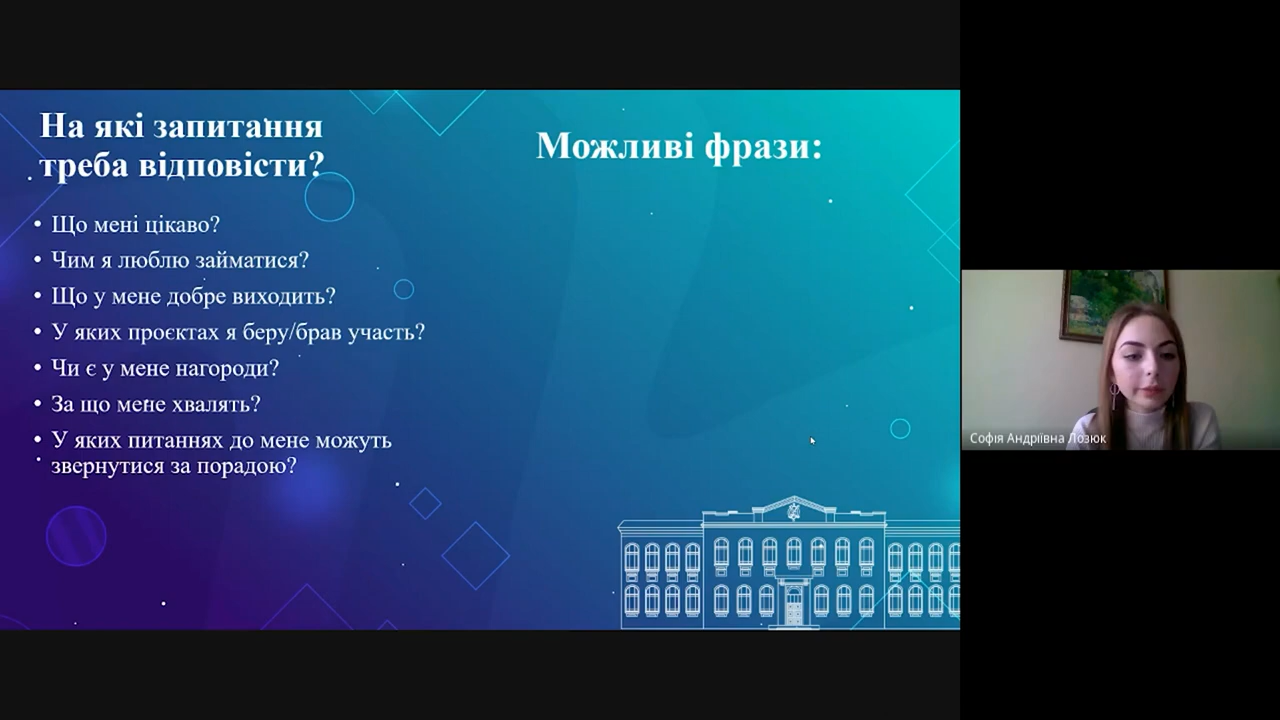 На які запитання
треба відповісти?
• Що мені цікаво?
• Чим я люблю займатися?
• Що у мене добре виходить?
• У яких проєктах я беру/брав участь?
• Чи є у мене нагороди?
• За що мене хвалять?
• У яких питаннях до мене можуть
звернутися за порадою?
Можливі фрази:
Софія Андріївна Лозюк